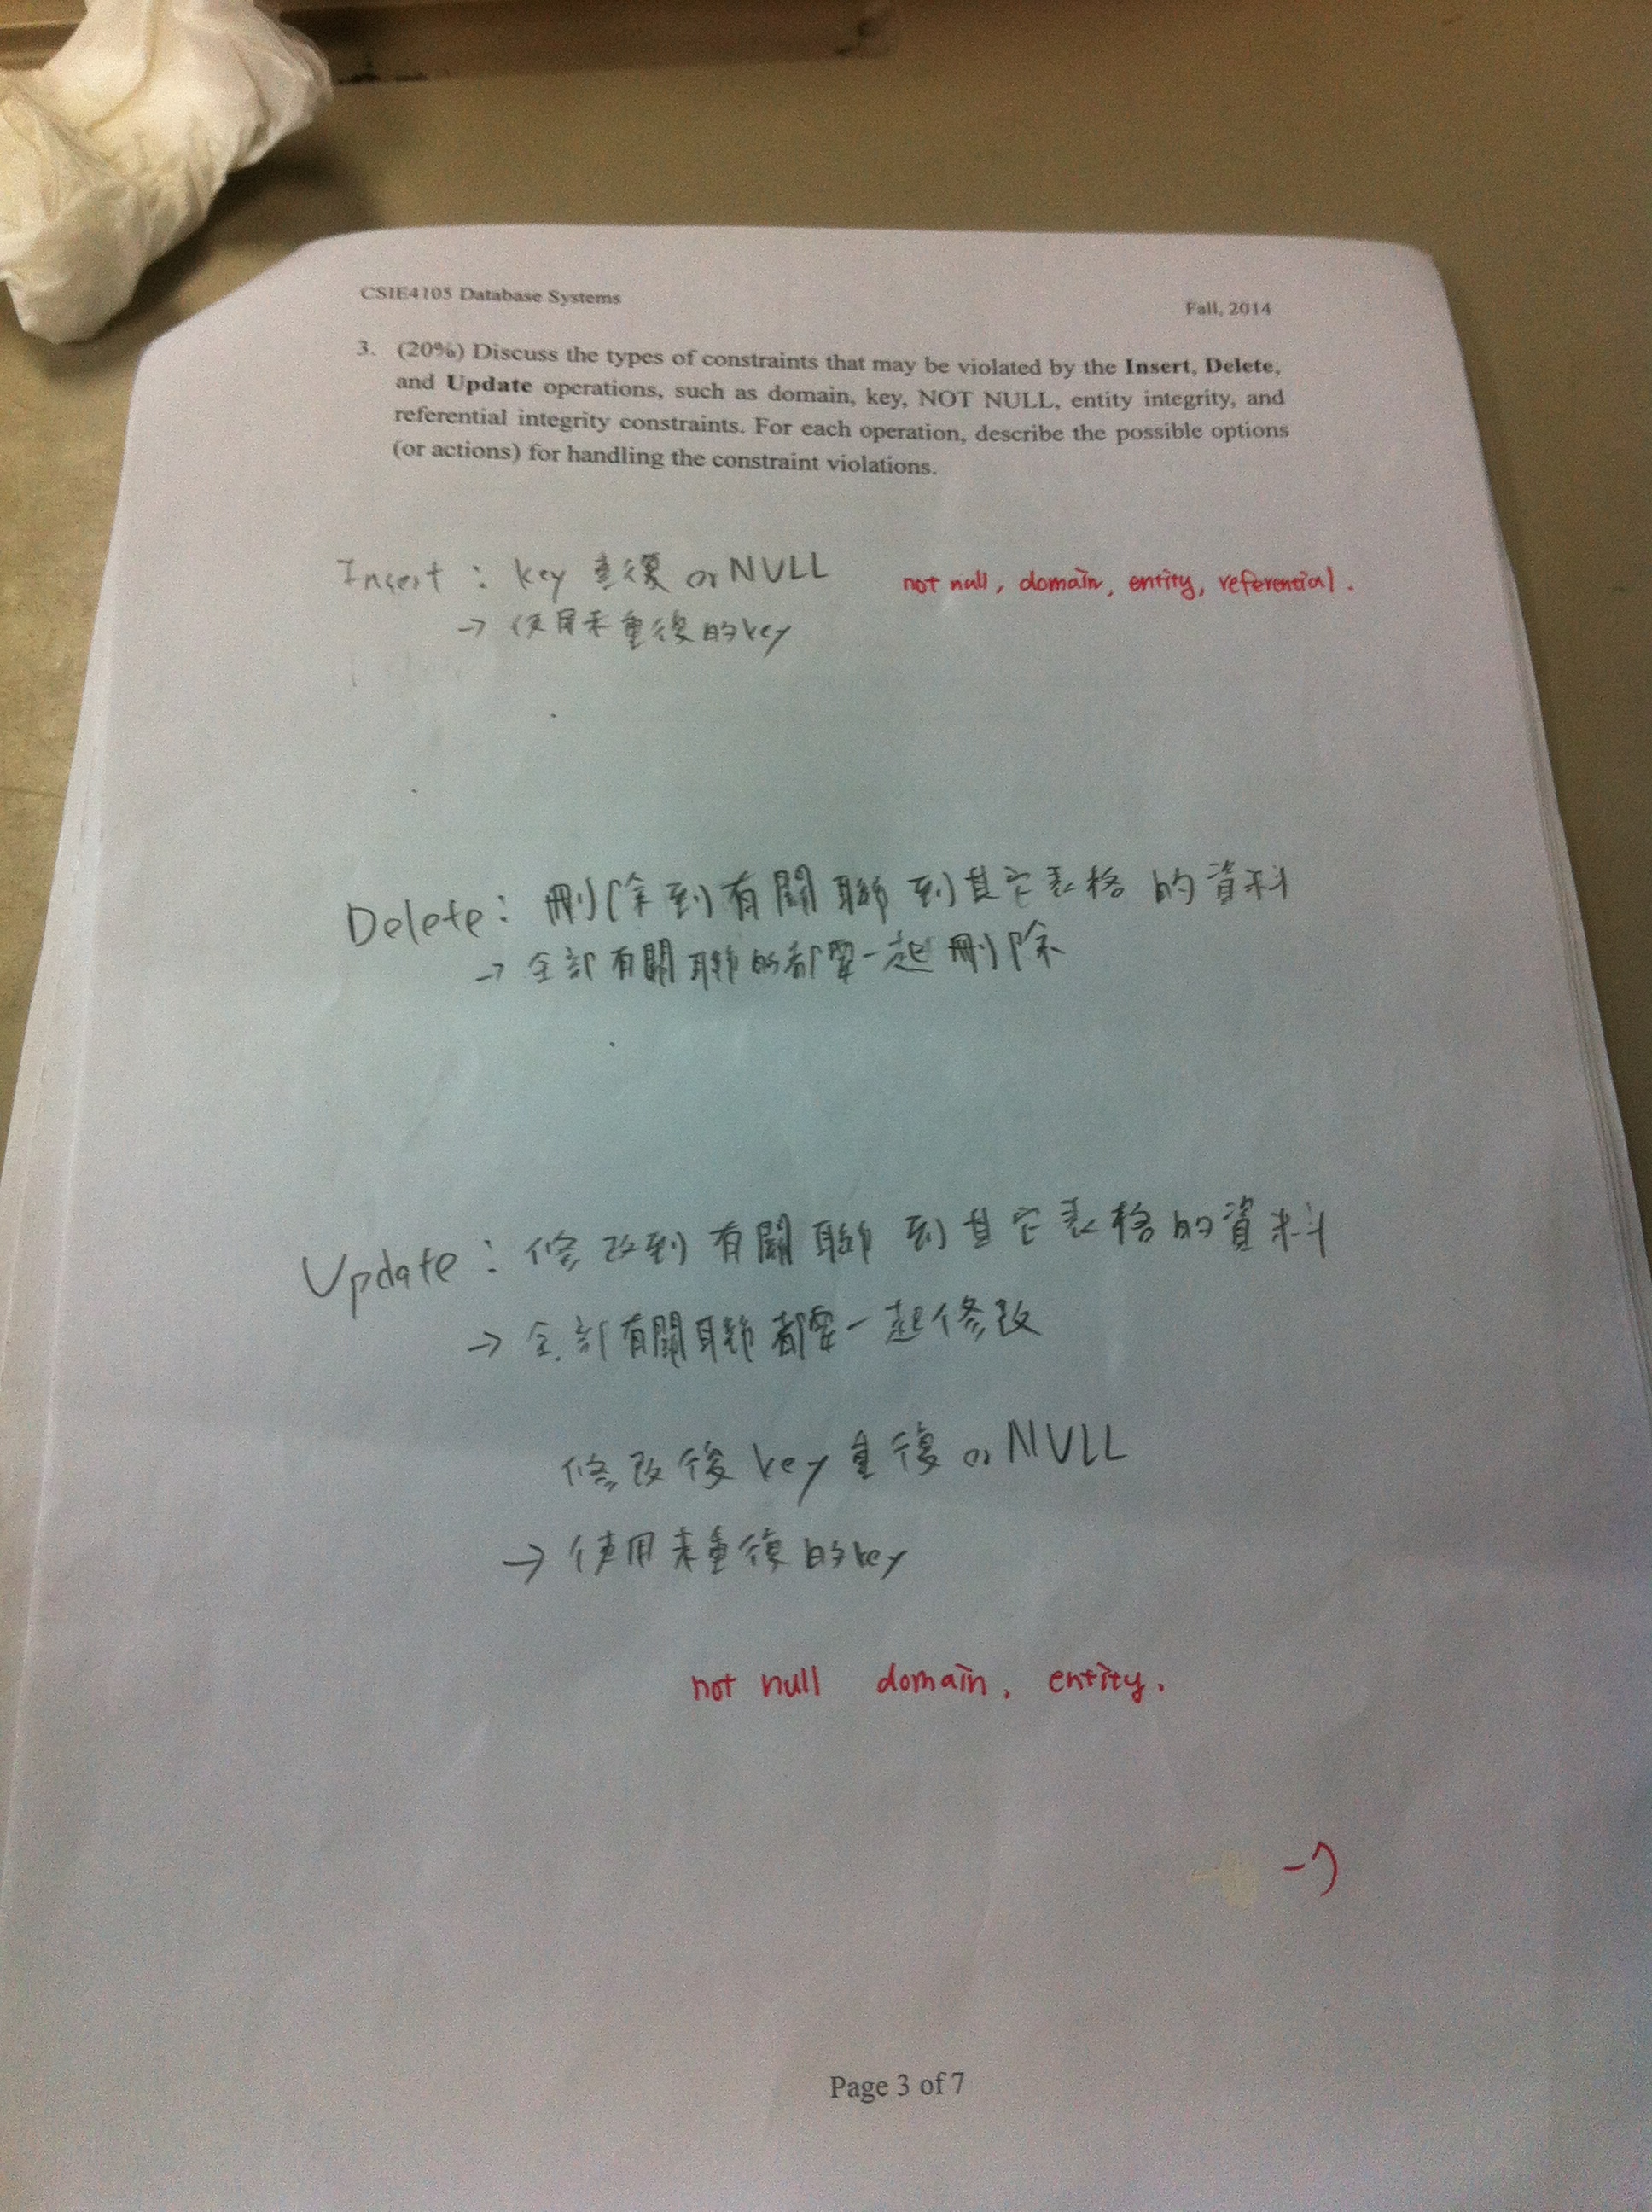 CSIE4105 Database Systems
Fall, 2014
3. (20%) Discuss the types of constraints that may be violated by the Insert, Delete,
and Update operations, such as domain, key, NOT NULL, entity integrity, and
referential integrity constraints. For each operation, describe the possible options
(or actions) for handling the constraint violations.
Insert : key 重復 or NULL
not null, domain, entity, referential.
→ 使用未重復的key
Delete : 刪除到有關聯到其它表格的資料
→ 全部有關聯的都要一起刪除
Update : 修改到有關聯到其它表格的資料
→ 全部有關聯都要一起修改
修改後key重復 or NULL
→ 使用未重復的key
not null domain, entity.
-7
Page 3 of 7